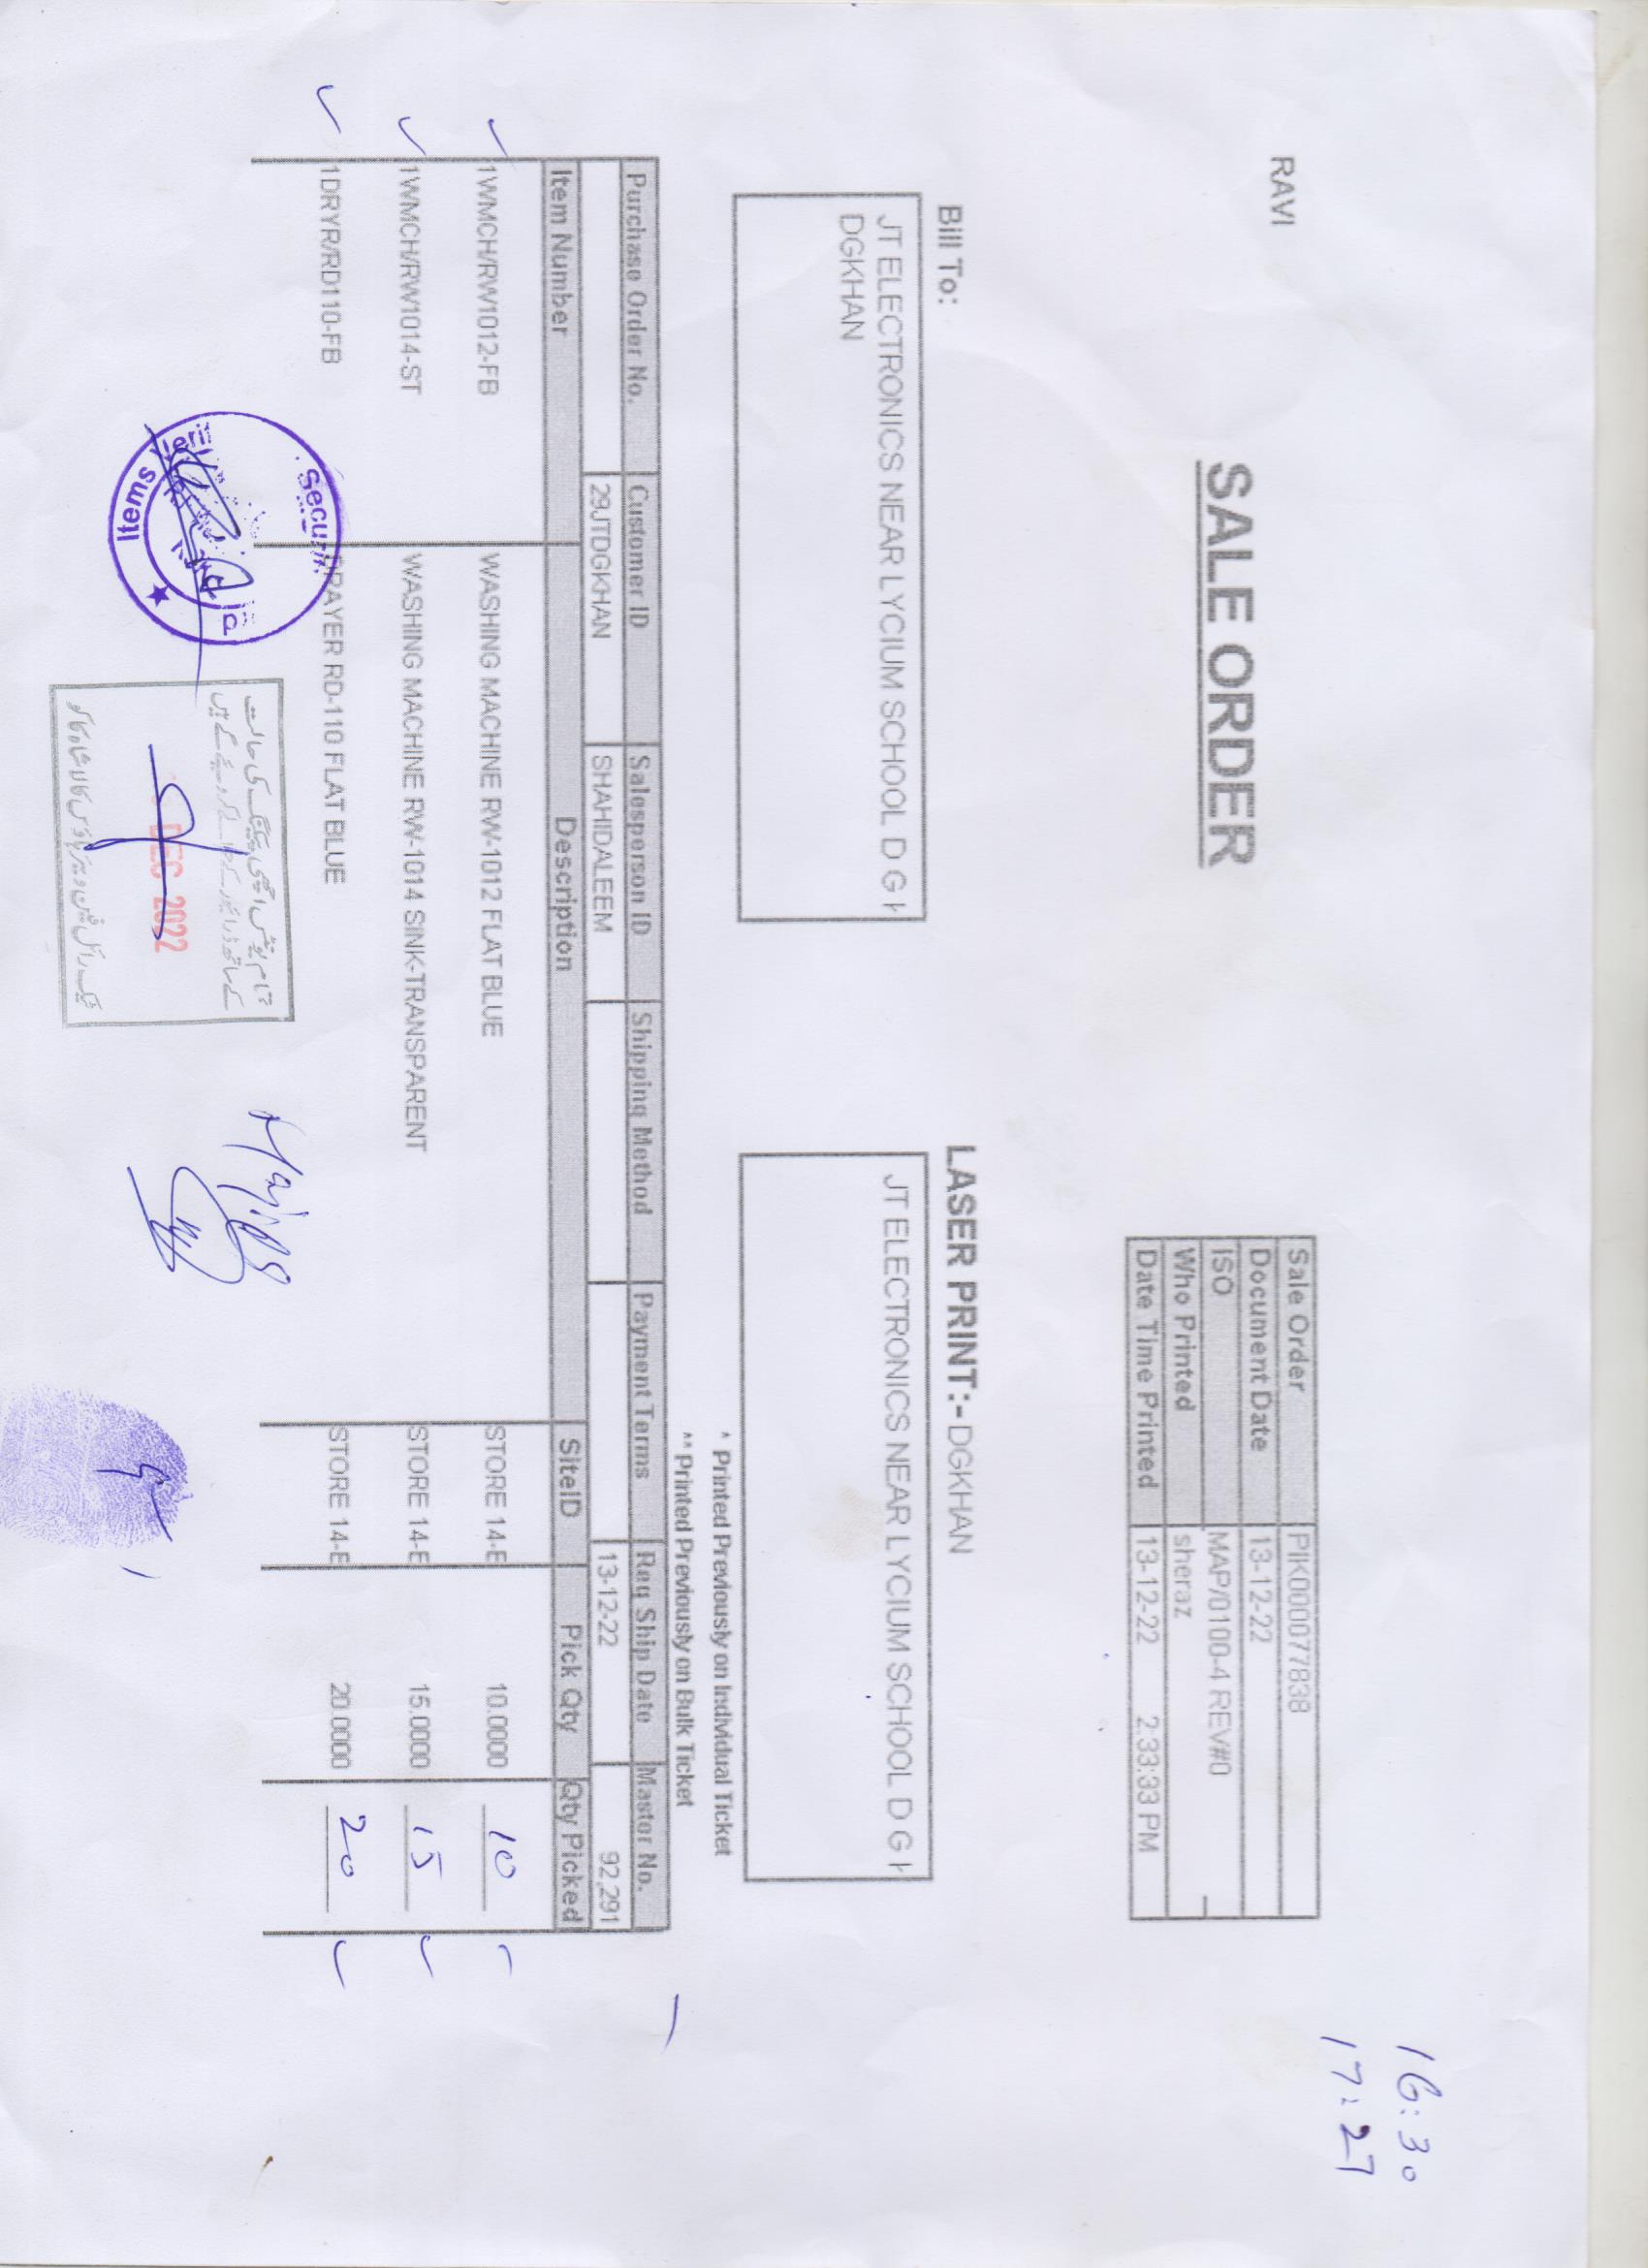 16:30
17:27
RAVI
SALE ORDER
Sale Order PIK000077838
Document Date 13-12-22
ISO MAP/0100-4 REV#0
Who Printed sheraz
Date Time Printed 13-12-22 2:33:33 PM
Bill To:
JT ELECTRONICS NEAR LYCIUM SCHOOL D G
DGKHAN
LASER PRINT:- DGKHAN
JT ELECTRONICS NEAR LYCIUM SCHOOL D G
* Printed Previously on Individual Ticket
** Printed Previously on Bulk Ticket
Purchase Order No. Customer ID Salesperson ID Shipping Method Payment Terms Req Ship Date Master No.
29JTDGKHAN SHAHIDALEEM 13-12-22 92,291
Item Number Description SiteID Pick Qty Qty Picked
1WMCH/RW1012-FB WASHING MACHINE RW-1012 FLAT BLUE STORE 14-E 10.0000 10
1WMCH/RW1014-ST WASHING MACHINE RW-1014 SINK-TRANSPARENT STORE 14-E 15.0000 15
1DRYR/RD110-FB DRAYER RD-110 FLAT BLUE STORE 14-E 20.0000 20
Items
تمام یونٹس اچھی پیکنگ کی حالت
کے ساتھ ڈرائیور کے حوالے کر دیئے گے ہیں
DEC 2022
ٹیک رائل فین ویئر ہاؤس کالا شاہ کاکو